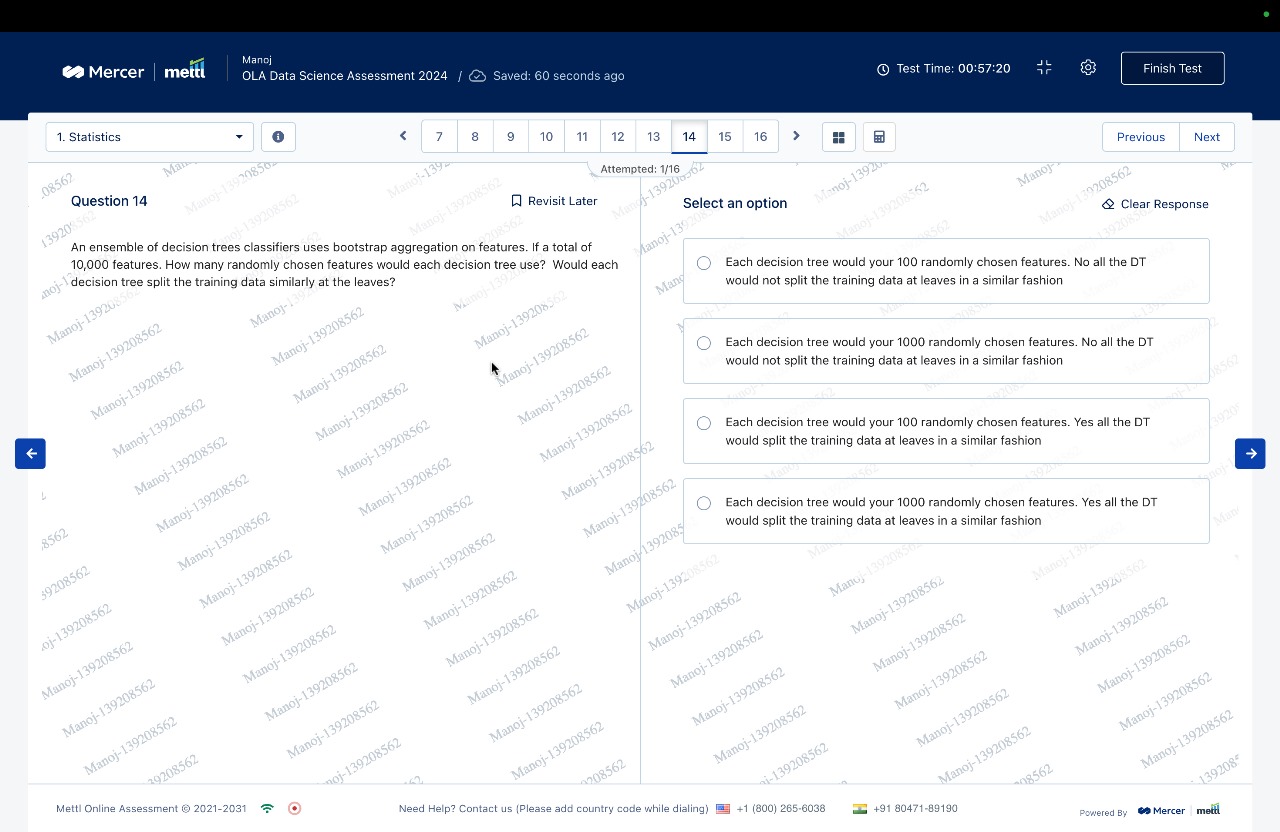 Manoj
Mercer | mettl
OLA Data Science Assessment 2024 / Saved: 60 seconds ago
Test Time: 00:57:20
Finish Test
1. Statistics
7 8 9 10 11 12 13 14 15 16
Previous Next
Attempted: 1/16
Question 14
Revisit Later
An ensemble of decision trees classifiers uses bootstrap aggregation on features. If a total of
10,000 features. How many randomly chosen features would each decision tree use?  Would each
decision tree split the training data similarly at the leaves?
Select an option
Clear Response
Each decision tree would your 100 randomly chosen features. No all the DT
would not split the training data at leaves in a similar fashion
Each decision tree would your 1000 randomly chosen features. No all the DT
would not split the training data at leaves in a similar fashion
Each decision tree would your 100 randomly chosen features. Yes all the DT
would split the training data at leaves in a similar fashion
Each decision tree would your 1000 randomly chosen features. Yes all the DT
would split the training data at leaves in a similar fashion
Manoj-139208562
Mettl Online Assessment © 2021-2031
Need Help? Contact us (Please add country code while dialing) +1 (800) 265-6038 +91 80471-89190
Powered By Mercer | mettl